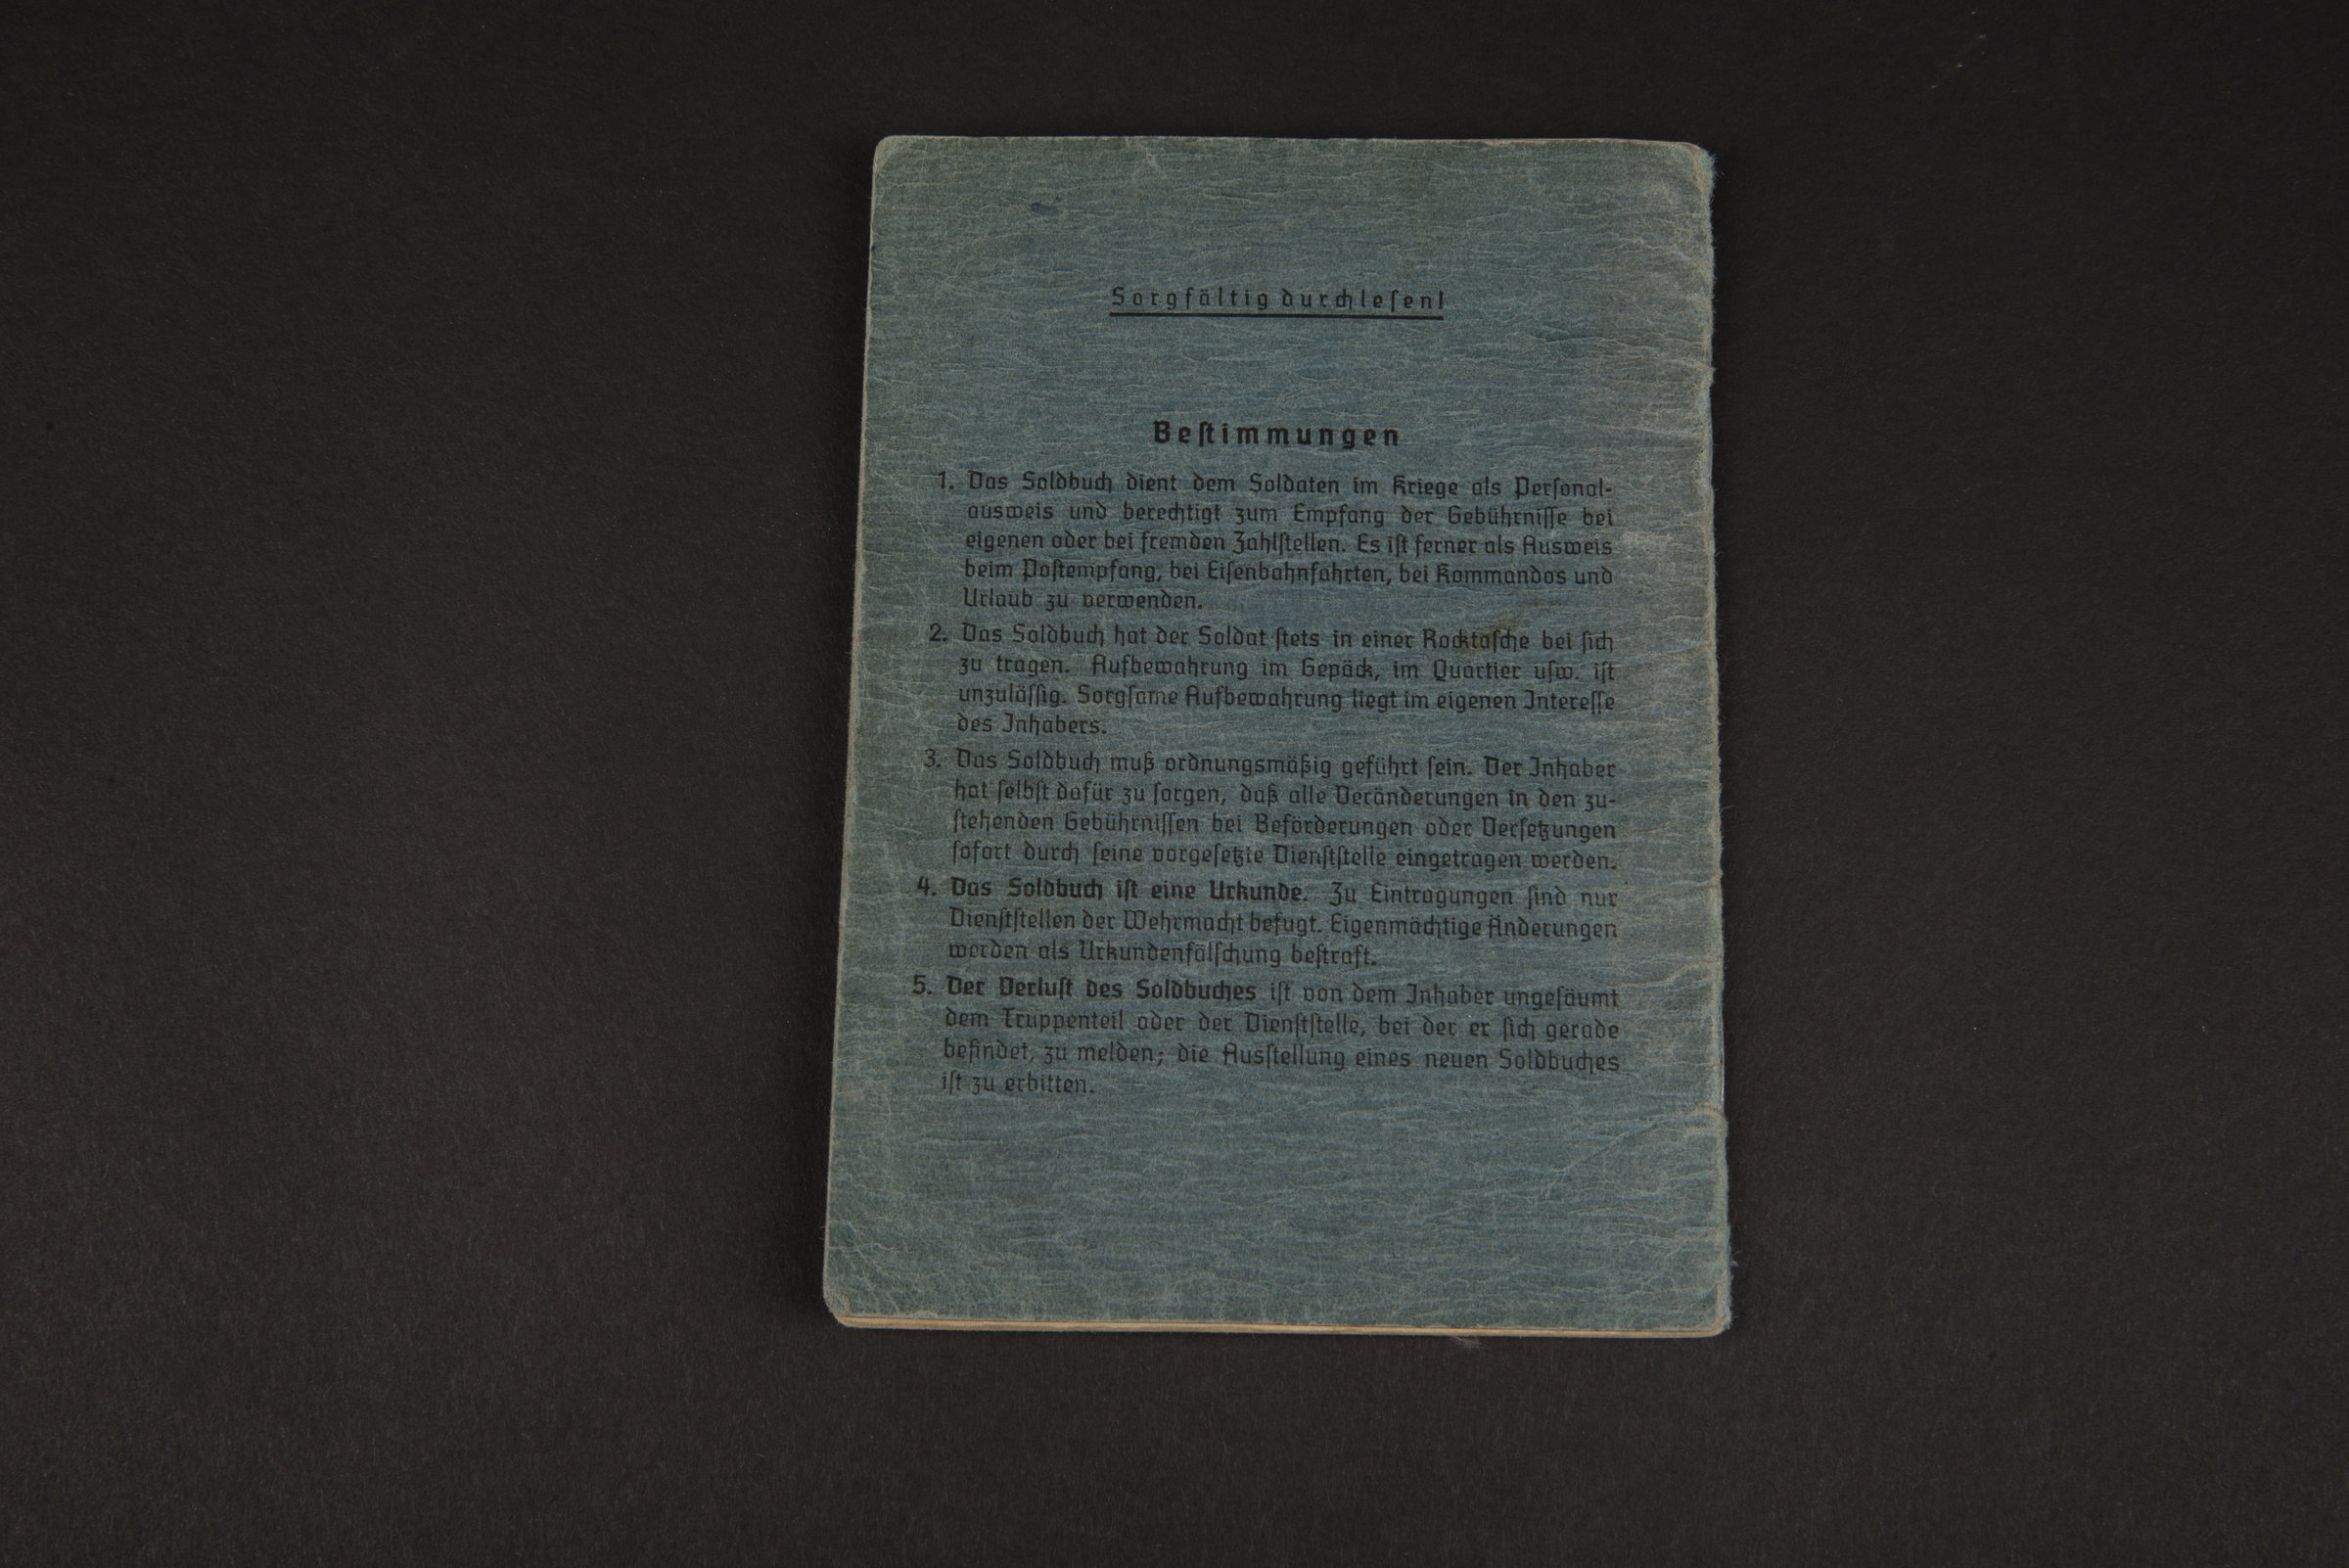 Sorgfältig durchleſen!
Beſtimmungen
1. Das Soldbuch dient dem Soldaten im Kriege als Perſonal-
ausweis und berechtigt zum Empfang der Gebührniſſe bei
eigenen oder bei fremden Zahlſtellen. Es iſt ferner als Ausweis
beim Poſtempfang, bei Eiſenbahnfahrten, bei Kommandos und
Urlaub zu verwenden.
2. Das Soldbuch hat der Soldat ſtets in einer Rocktaſche bei ſich
zu tragen. Aufbewahrung im Gepäck, im Quartier uſw. iſt
unzuläſſig. Sorgſame Aufbewahrung liegt im eigenen Intereſſe
des Inhabers.
3. Das Soldbuch muß ordnungsmäßig geführt ſein. Der Inhaber
hat ſelbſt dafür zu ſorgen, daß alle Veränderungen in den zu-
ſtehenden Gebührniſſen bei Beförderungen oder Verſetzungen
ſofort durch ſeine vorgeſetzte Dienſtſtelle eingetragen werden.
4. Das Soldbuch iſt eine Urkunde. Zu Eintragungen ſind nur
Dienſtſtellen der Wehrmacht befugt. Eigenmächtige Änderungen
werden als Urkundenfälſchung beſtraft.
5. Der Verluſt des Soldbuches iſt von dem Inhaber ungeſäumt
dem Truppenteil oder der Dienſtſtelle, bei der er ſich gerade
befindet, zu melden; die Ausſtellung eines neuen Soldbuches
iſt zu erbitten.